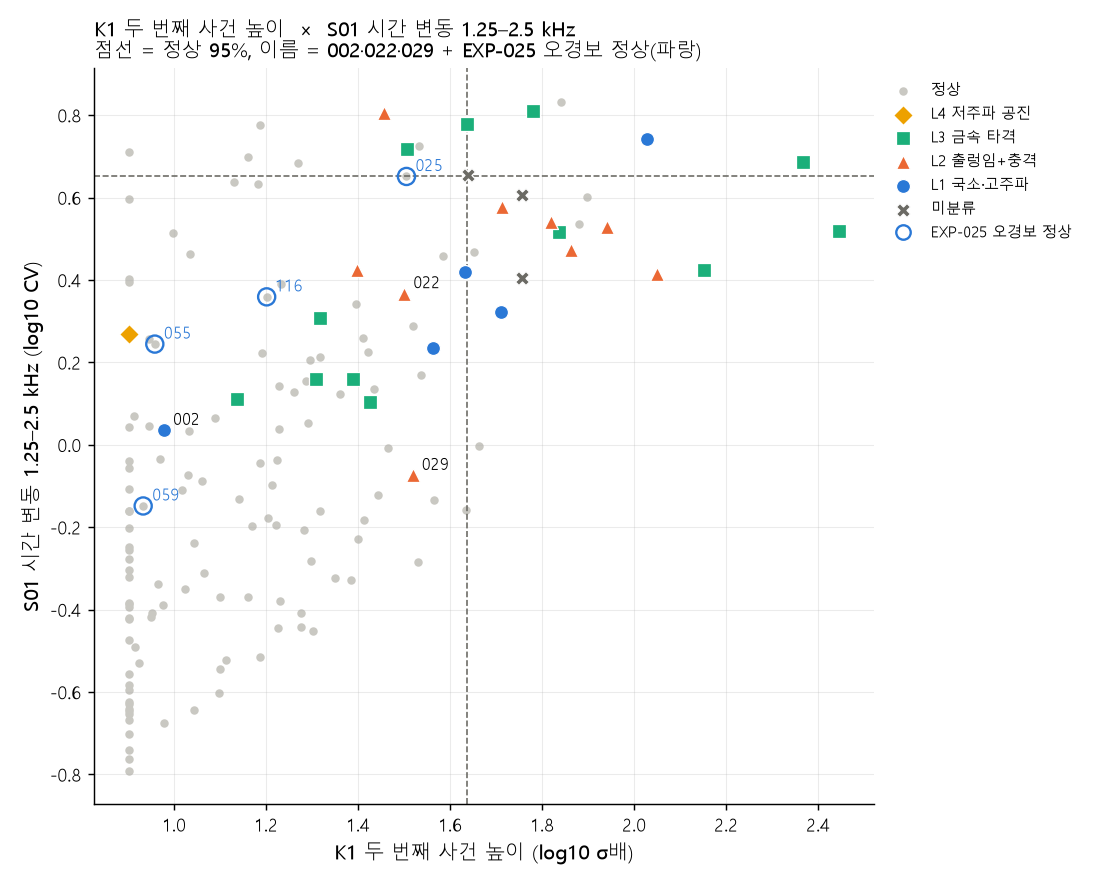 K1 두 번째 사건 높이 × S01 시간 변동 1.25–2.5 kHz
점선 = 정상 95%, 이름 = 002·022·029 + EXP-025 오경보 정상(파랑)
정상
L4 저주파 공진
L3 금속 타격
L2 출렁임+충격
L1 국소·고주파
미분류
EXP-025 오경보 정상
025
116
022
055
002
029
059
0.8
0.6
0.4
0.2
0.0
-0.2
-0.4
-0.6
-0.8
S01 시간 변동 1.25–2.5 kHz (log10 CV)
1.0 1.2 1.4 1.6 1.8 2.0 2.2 2.4
K1 두 번째 사건 높이 (log10 σ배)